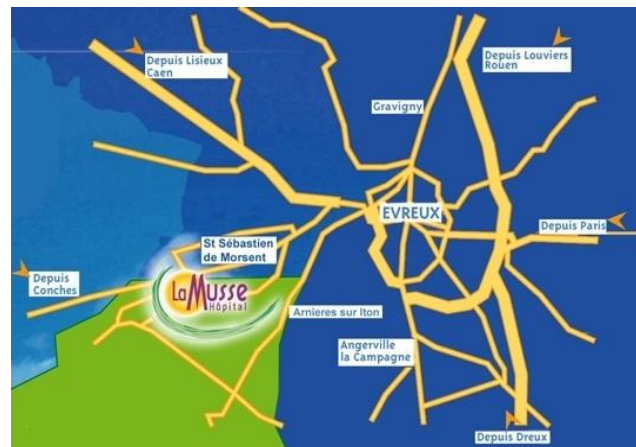 Depuis Lisieux
Caen
Depuis Louviers
Rouen
Gravigny
EVREUX
Depuis Paris
St Sébastien
de Morsent
Depuis
Conches
La Musse
Hôpital
Arnieres sur Iton
Angerville
la Campagne
Depuis Dreux